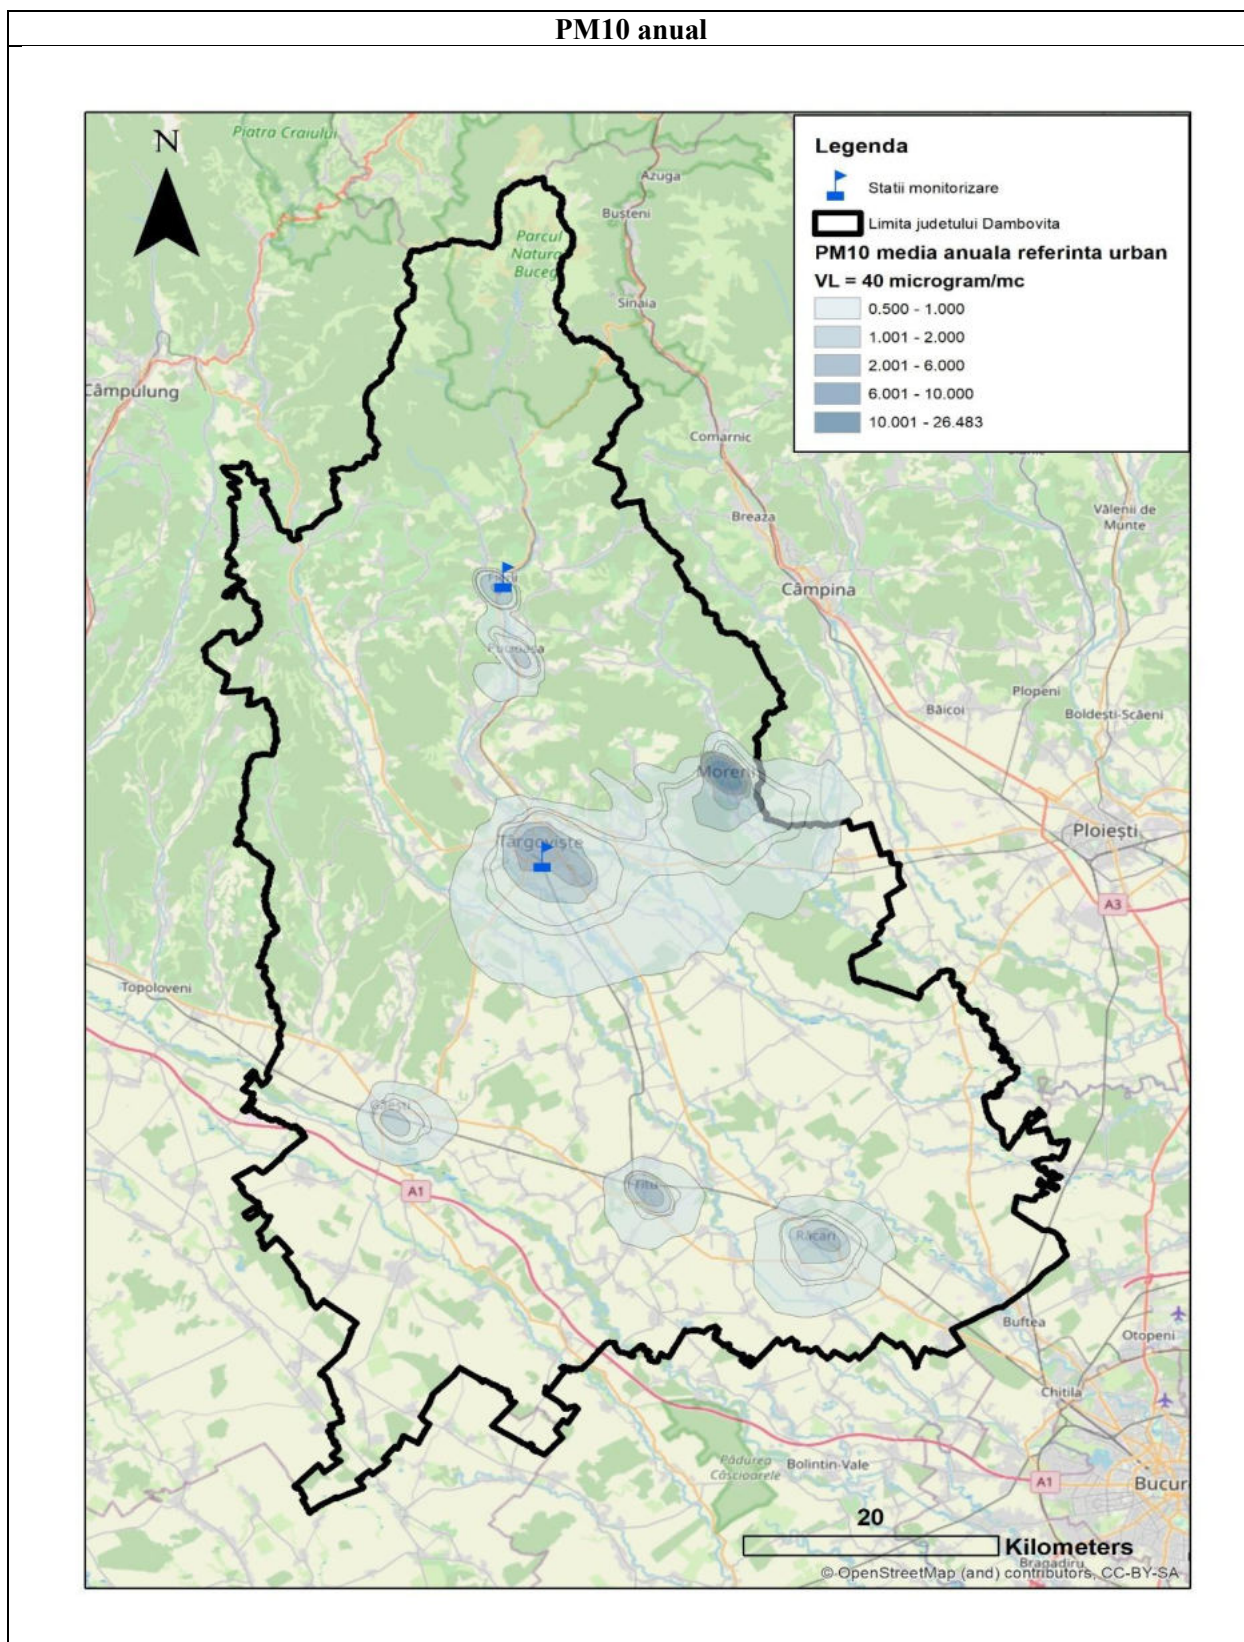 PM10 anual
N
Piatra Craiului
Azuga
Bușteni
Parcul
Natura
Buceg
Sinaia
Câmpulung
Comarnic
Breaza
Vălenii de
Munte
Câmpina
Plopeni
Băicoi
Boldești-Scăeni
Moreni
Ploiești
Târgoviște
A3
Topoloveni
Găești
A1
Titu
Răcari
Buftea
Otopeni
Chitila
Pădurea
Căscioarele
Bolintin-Vale
A1
Bucur
20
Kilometers
Bragadiru
© OpenStreetMap (and) contributors, CC-BY-SA
Legenda
Statii monitorizare
Limita judetului Dambovita
PM10 media anuala referinta urban
VL = 40 microgram/mc
0.500 - 1.000
1.001 - 2.000
2.001 - 6.000
6.001 - 10.000
10.001 - 26.483